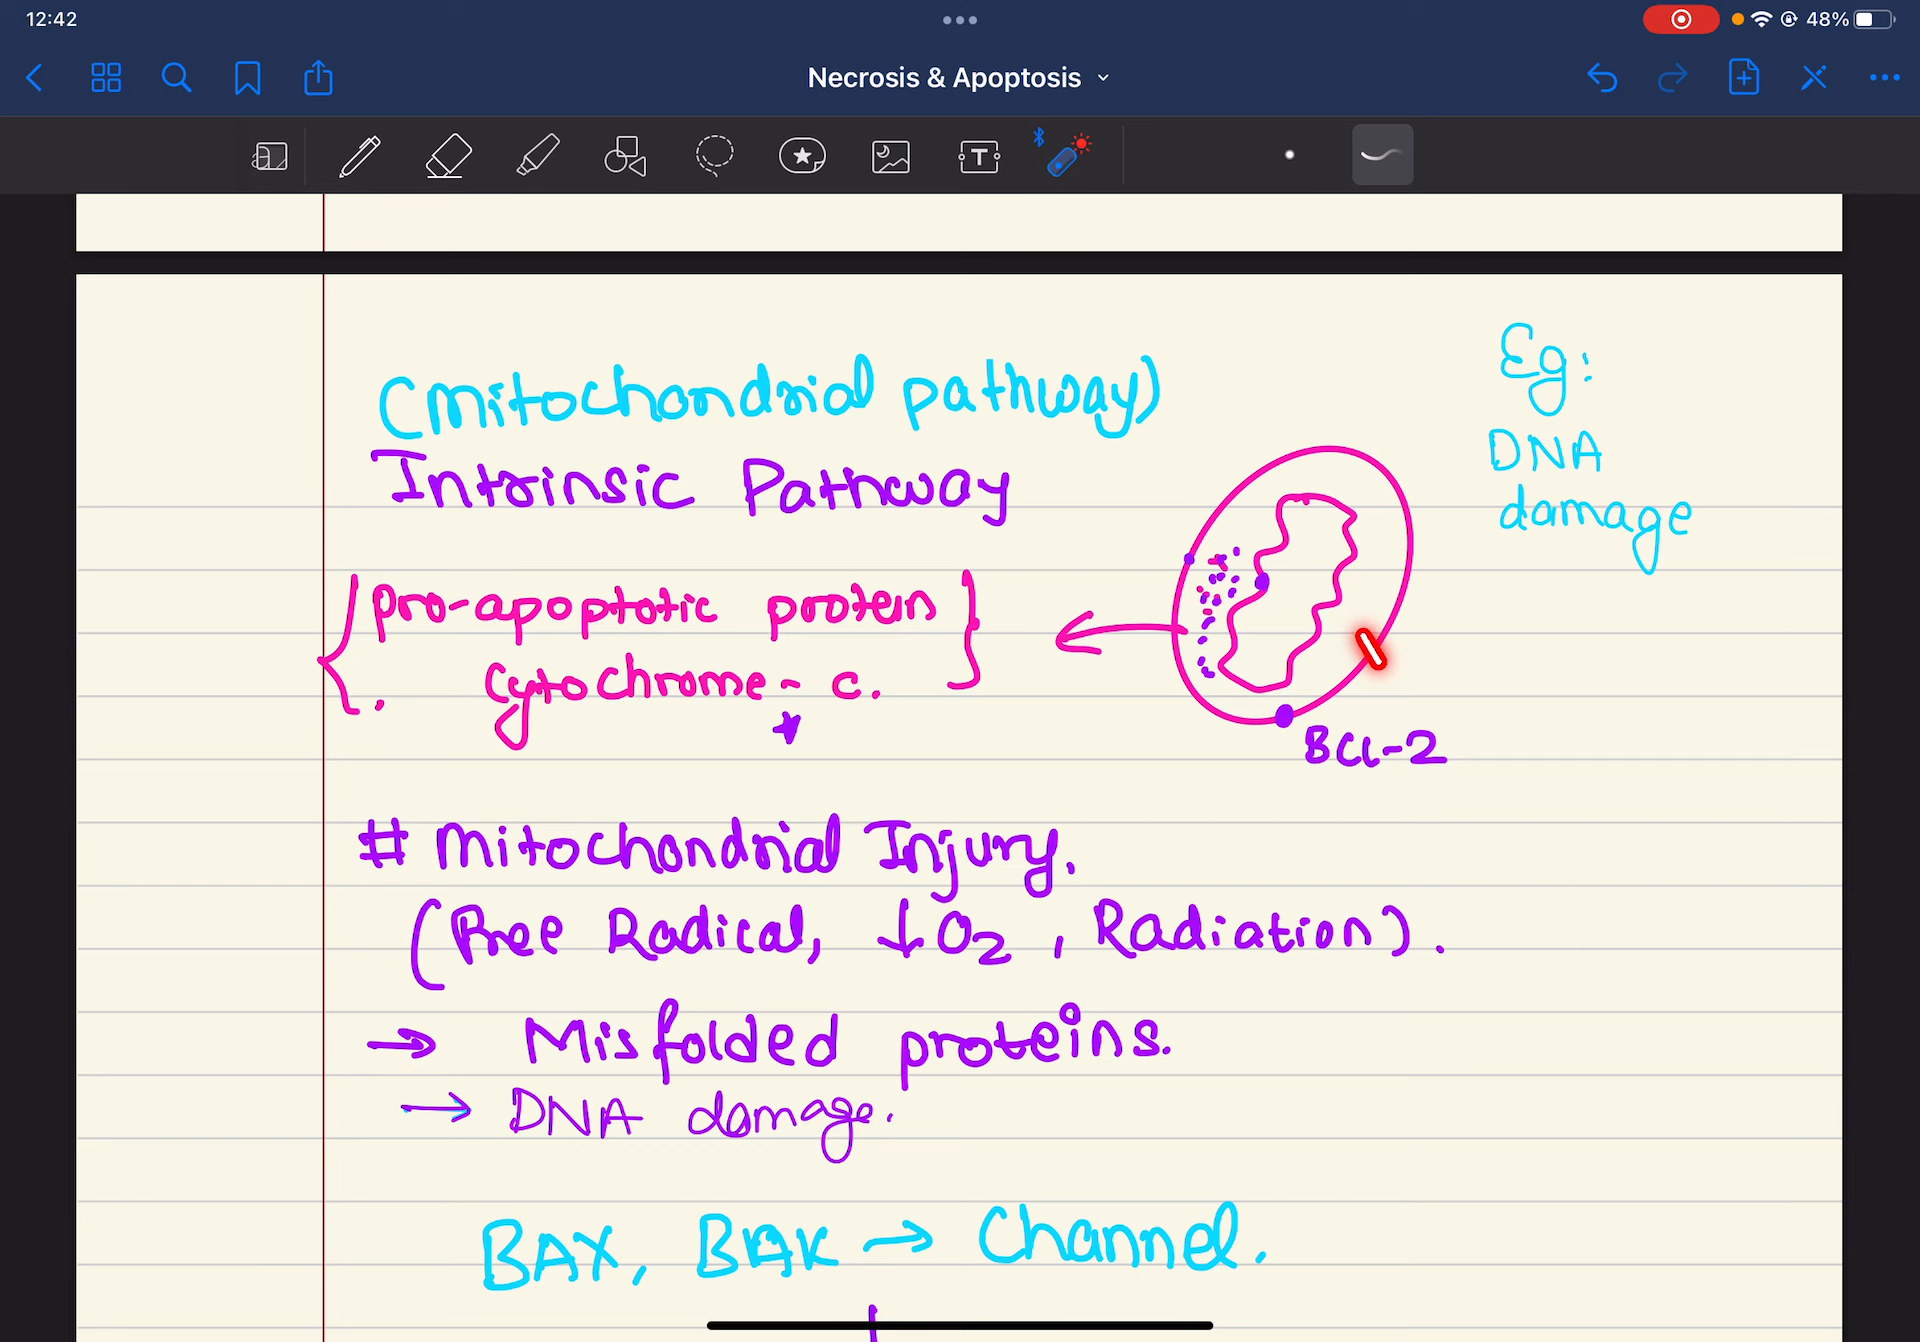 12:42
48%
Necrosis & Apoptosis
T
Eg:
DNA
damage
(Mitochondrial pathway)
Intrinsic Pathway
Pro-apoptotic protein
Cytochrome - c.
BCL-2
# Mitochondrial Injury.
(Free Radical, ↓O2, Radiation).
→ Misfolded proteins.
→ DNA damage.
BAX, BAK → Channel.